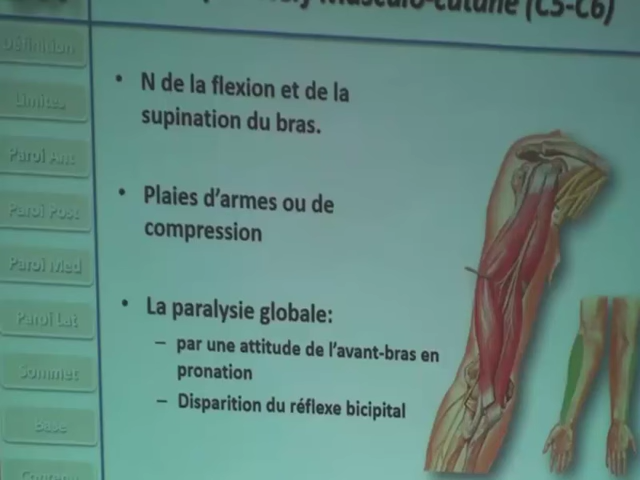 musculo-cutané (C5-C6)
Définition
Limites
Paroi Ant
Paroi Post
Paroi Med
Paroi Lat
Sommet
Base
Contenu
• N de la flexion et de la
supination du bras.
• Plaies d’armes ou de
compression
• La paralysie globale:
– par une attitude de l’avant-bras en
pronation
– Disparition du réflexe bicipital